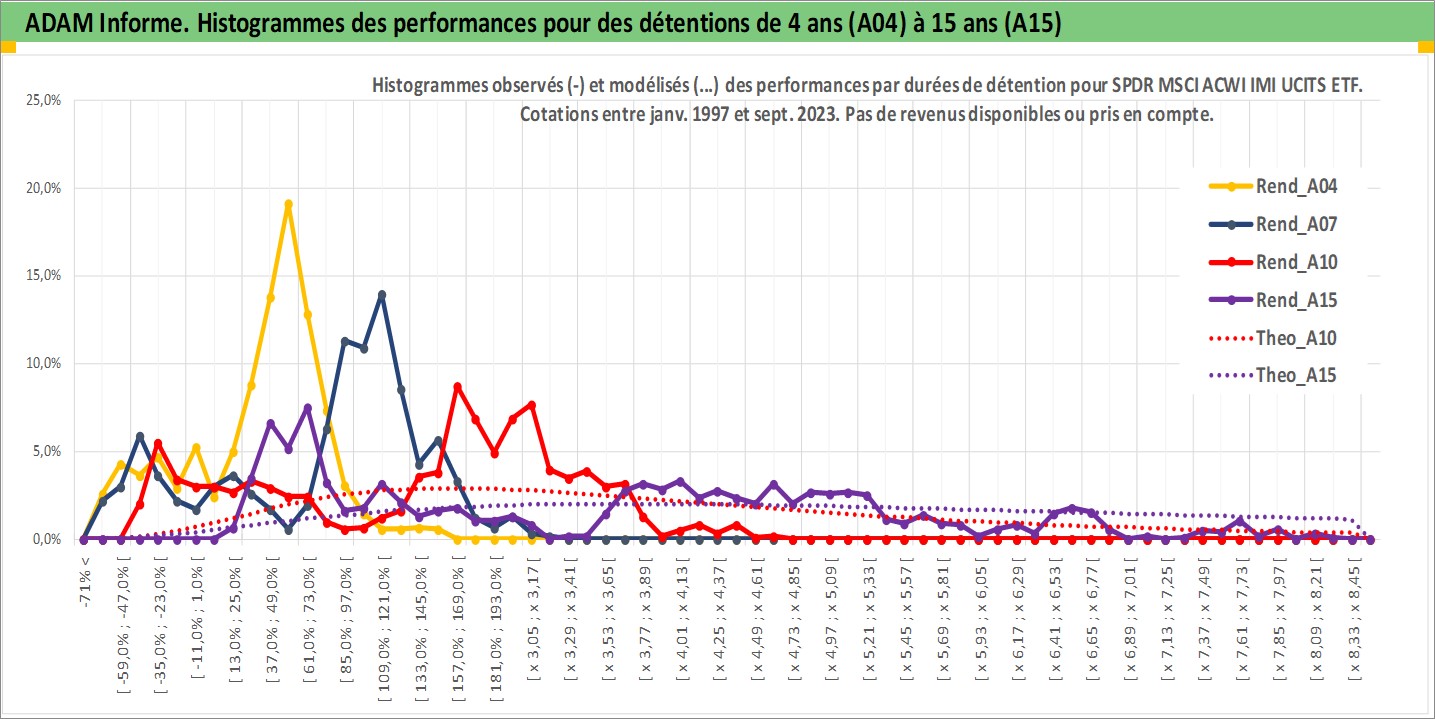 ADAM Informe. Histogrammes des performances pour des détentions de 4 ans (A04) à 15 ans (A15)
Histogrammes observés (-) et modélisés (...) des performances par durées de détention pour SPDR MSCI ACWI IMI UCITS ETF.
Cotations entre janv. 1997 et sept. 2023. Pas de revenus disponibles ou pris en compte.
25,0%
20,0%
15,0%
10,0%
5,0%
0,0%
Rend_A04
Rend_A07
Rend_A10
Rend_A15
Theo_A10
Theo_A15
-71% <
[ -59,0% ; -47,0% [
[ -35,0% ; -23,0% [
[ -11,0% ; 1,0% [
[ 13,0% ; 25,0% [
[ 37,0% ; 49,0% [
[ 61,0% ; 73,0% [
[ 85,0% ; 97,0% [
[ 109,0% ; 121,0% [
[ 133,0% ; 145,0% [
[ 157,0% ; 169,0% [
[ 181,0% ; 193,0% [
[ x 3,05 ; x 3,17 [
[ x 3,29 ; x 3,41 [
[ x 3,53 ; x 3,65 [
[ x 3,77 ; x 3,89 [
[ x 4,01 ; x 4,13 [
[ x 4,25 ; x 4,37 [
[ x 4,49 ; x 4,61 [
[ x 4,73 ; x 4,85 [
[ x 4,97 ; x 5,09 [
[ x 5,21 ; x 5,33 [
[ x 5,45 ; x 5,57 [
[ x 5,69 ; x 5,81 [
[ x 5,93 ; x 6,05 [
[ x 6,17 ; x 6,29 [
[ x 6,41 ; x 6,53 [
[ x 6,65 ; x 6,77 [
[ x 6,89 ; x 7,01 [
[ x 7,13 ; x 7,25 [
[ x 7,37 ; x 7,49 [
[ x 7,61 ; x 7,73 [
[ x 7,85 ; x 7,97 [
[ x 8,09 ; x 8,21 [
[ x 8,33 ; x 8,45 [